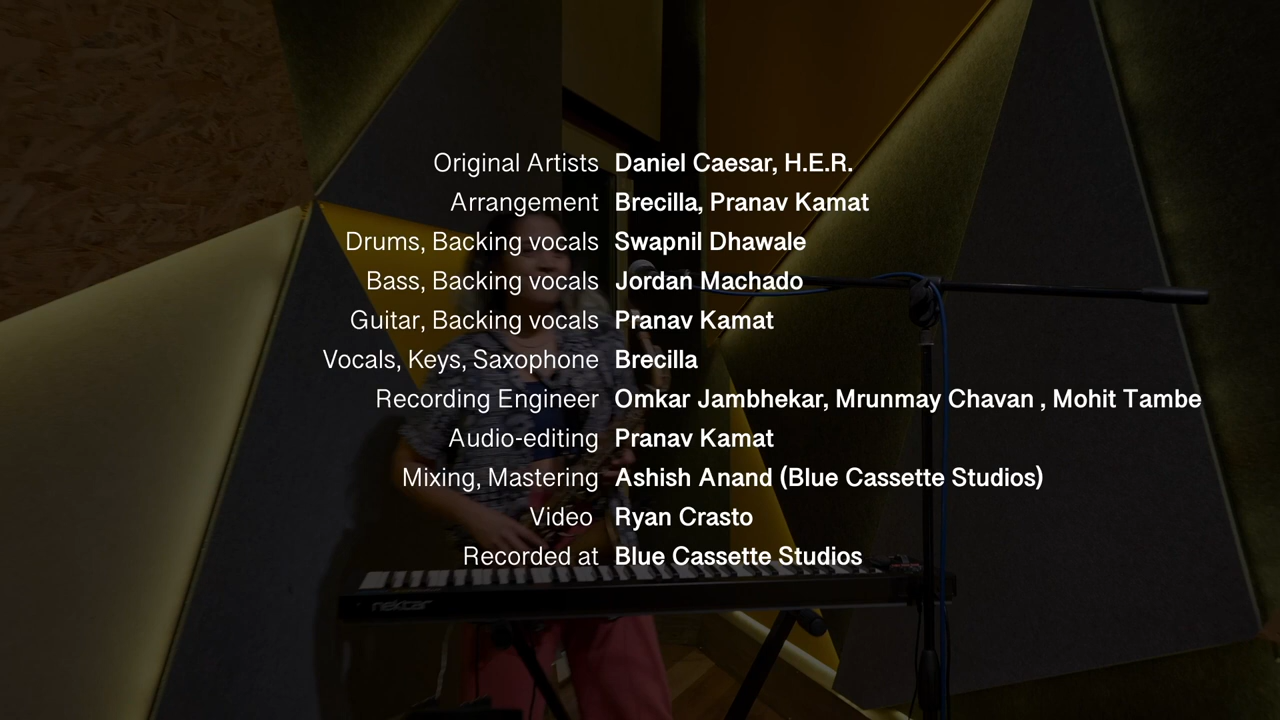 Original Artists Daniel Caesar, H.E.R.
Arrangement Brecilla, Pranav Kamat
Drums, Backing vocals Swapnil Dhawale
Bass, Backing vocals Jordan Machado
Guitar, Backing vocals Pranav Kamat
Vocals, Keys, Saxophone Brecilla
Recording Engineer Omkar Jambhekar, Mrunmay Chavan , Mohit Tambe
Audio-editing Pranav Kamat
Mixing, Mastering Ashish Anand (Blue Cassette Studios)
Video Ryan Crasto
Recorded at Blue Cassette Studios
nektar